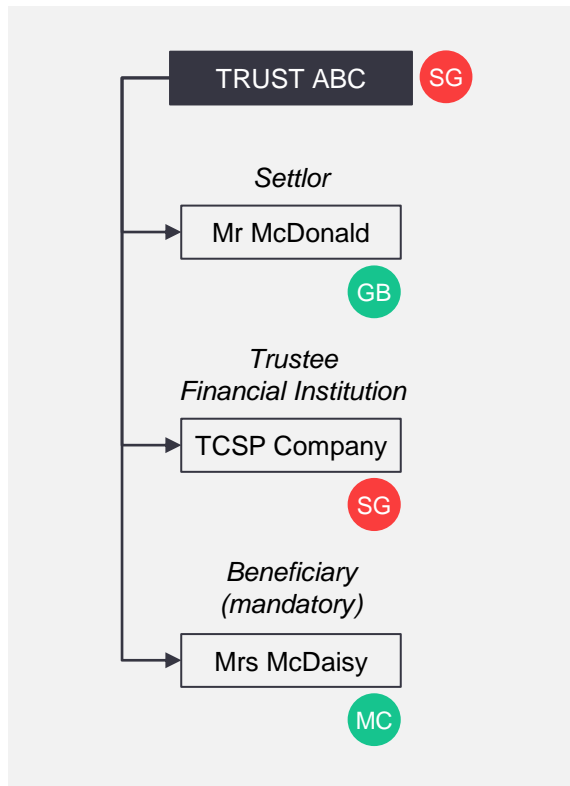 TRUST ABC
SG
Settlor
Mr McDonald
GB
Trustee
Financial Institution
TCSP Company
SG
Beneficiary
(mandatory)
Mrs McDaisy
MC